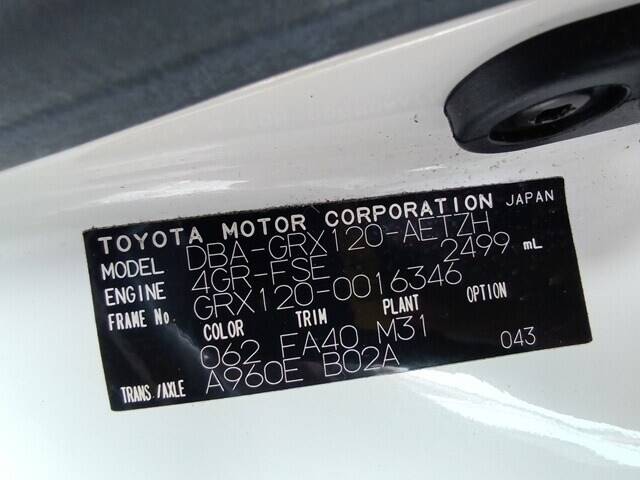 TOYOTA MOTOR CORPORATION JAPAN
MODEL DBA-GRX120-AETZH
ENGINE 4GR-FSE 2499 mL
FRAME No. GRX120-0016346
COLOR TRIM PLANT OPTION
062 FA40 M31
TRANS./AXLE A960E B02A 043